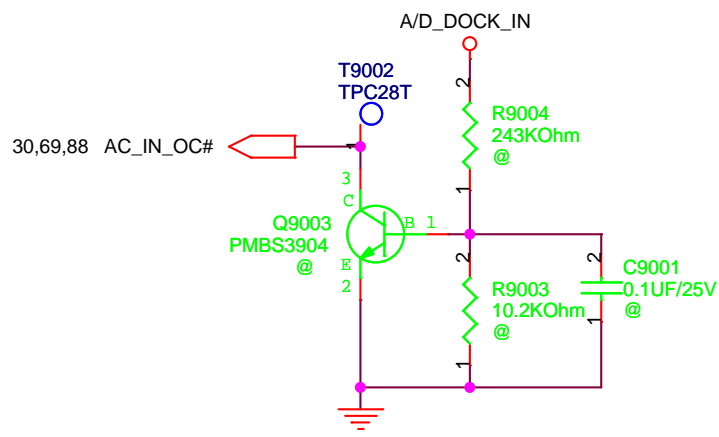 A/D_DOCK_IN
T9002
TPC28T
2
R9004
243KOhm
@
1
30,69,88 AC_IN_OC#
1
3
C
Q9003
PMBS3904
@
B 1
E
2
2
R9003
10.2KOhm
@
1
2
C9001
0.1UF/25V
@
1